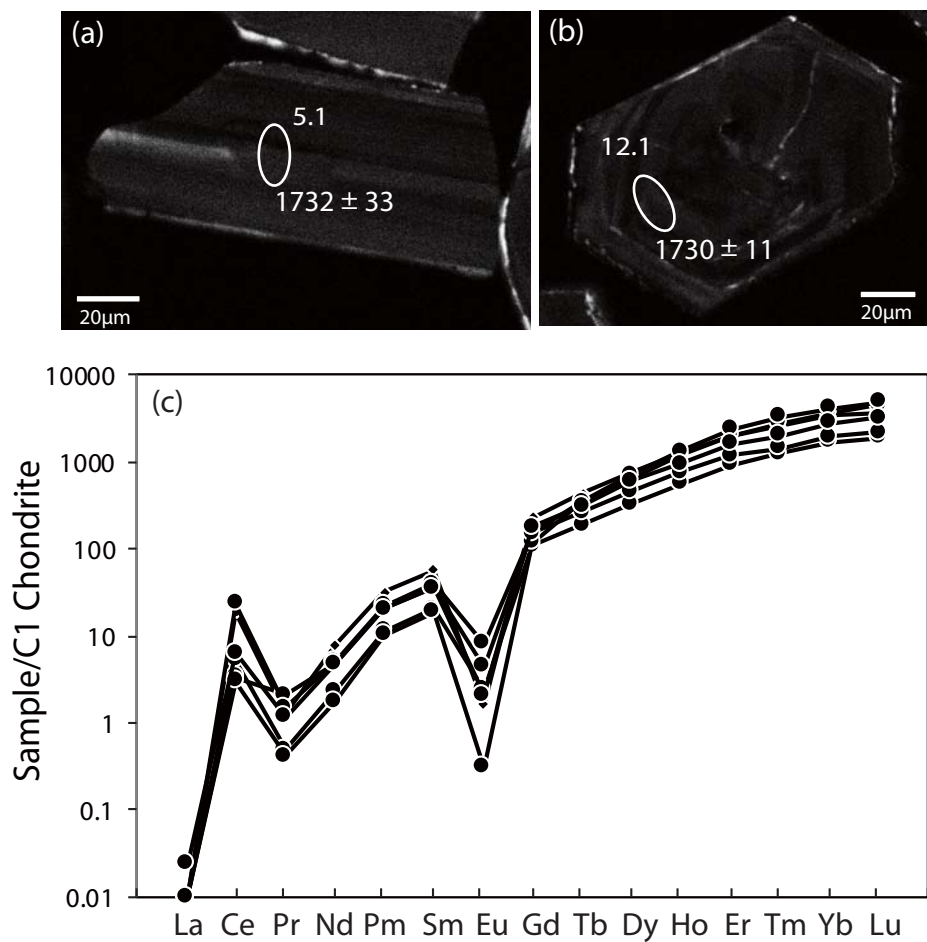 (a)
5.1
1732 ± 33
20μm
(b)
12.1
1730 ± 11
20μm
(c)
Sample/C1 Chondrite
10000
1000
100
10
1
0.1
0.01
La Ce Pr Nd Pm Sm Eu Gd Tb Dy Ho Er Tm Yb Lu